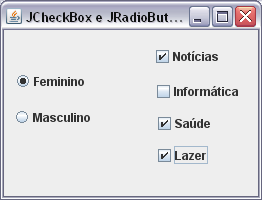 JCheckBox e JRadioBut...
Notícias
Feminino
Informática
Masculino
Saúde
Lazer